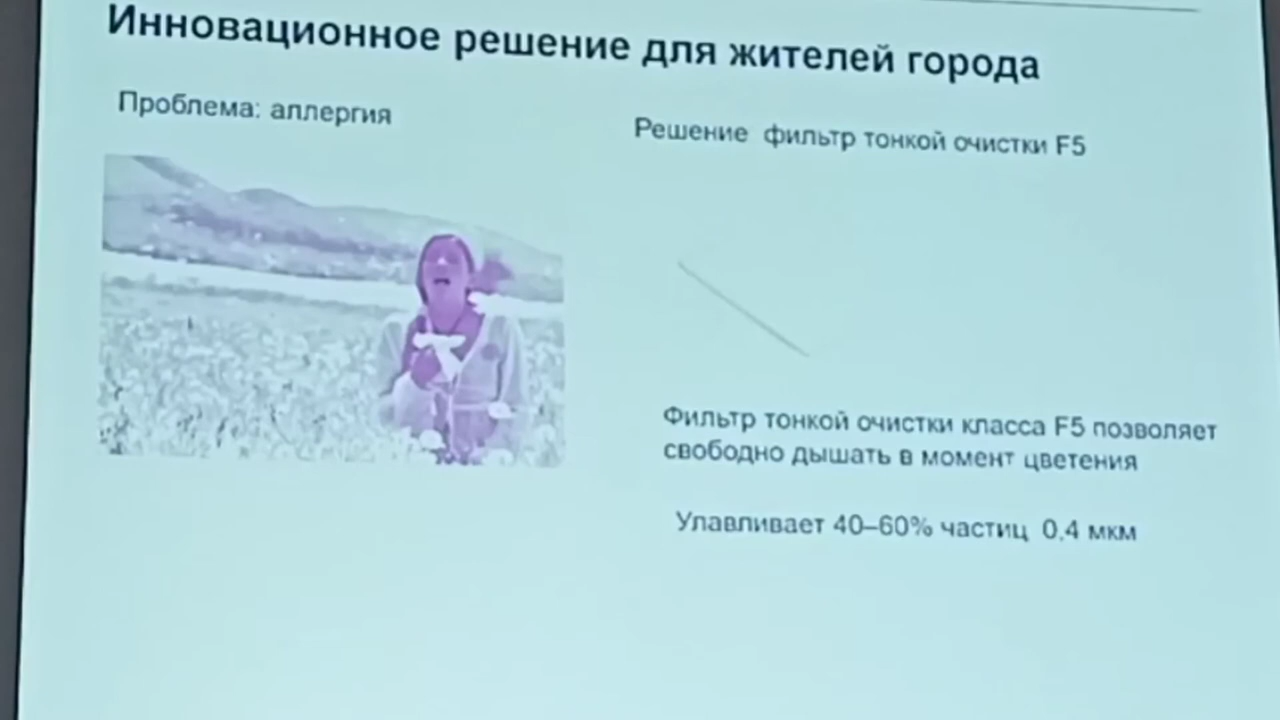 Инновационное решение для жителей города
Проблема: аллергия
Решение фильтр тонкой очистки F5
Фильтр тонкой очистки класса F5 позволяет
свободно дышать в момент цветения
Улавливает 40–60% частиц 0,4 мкм